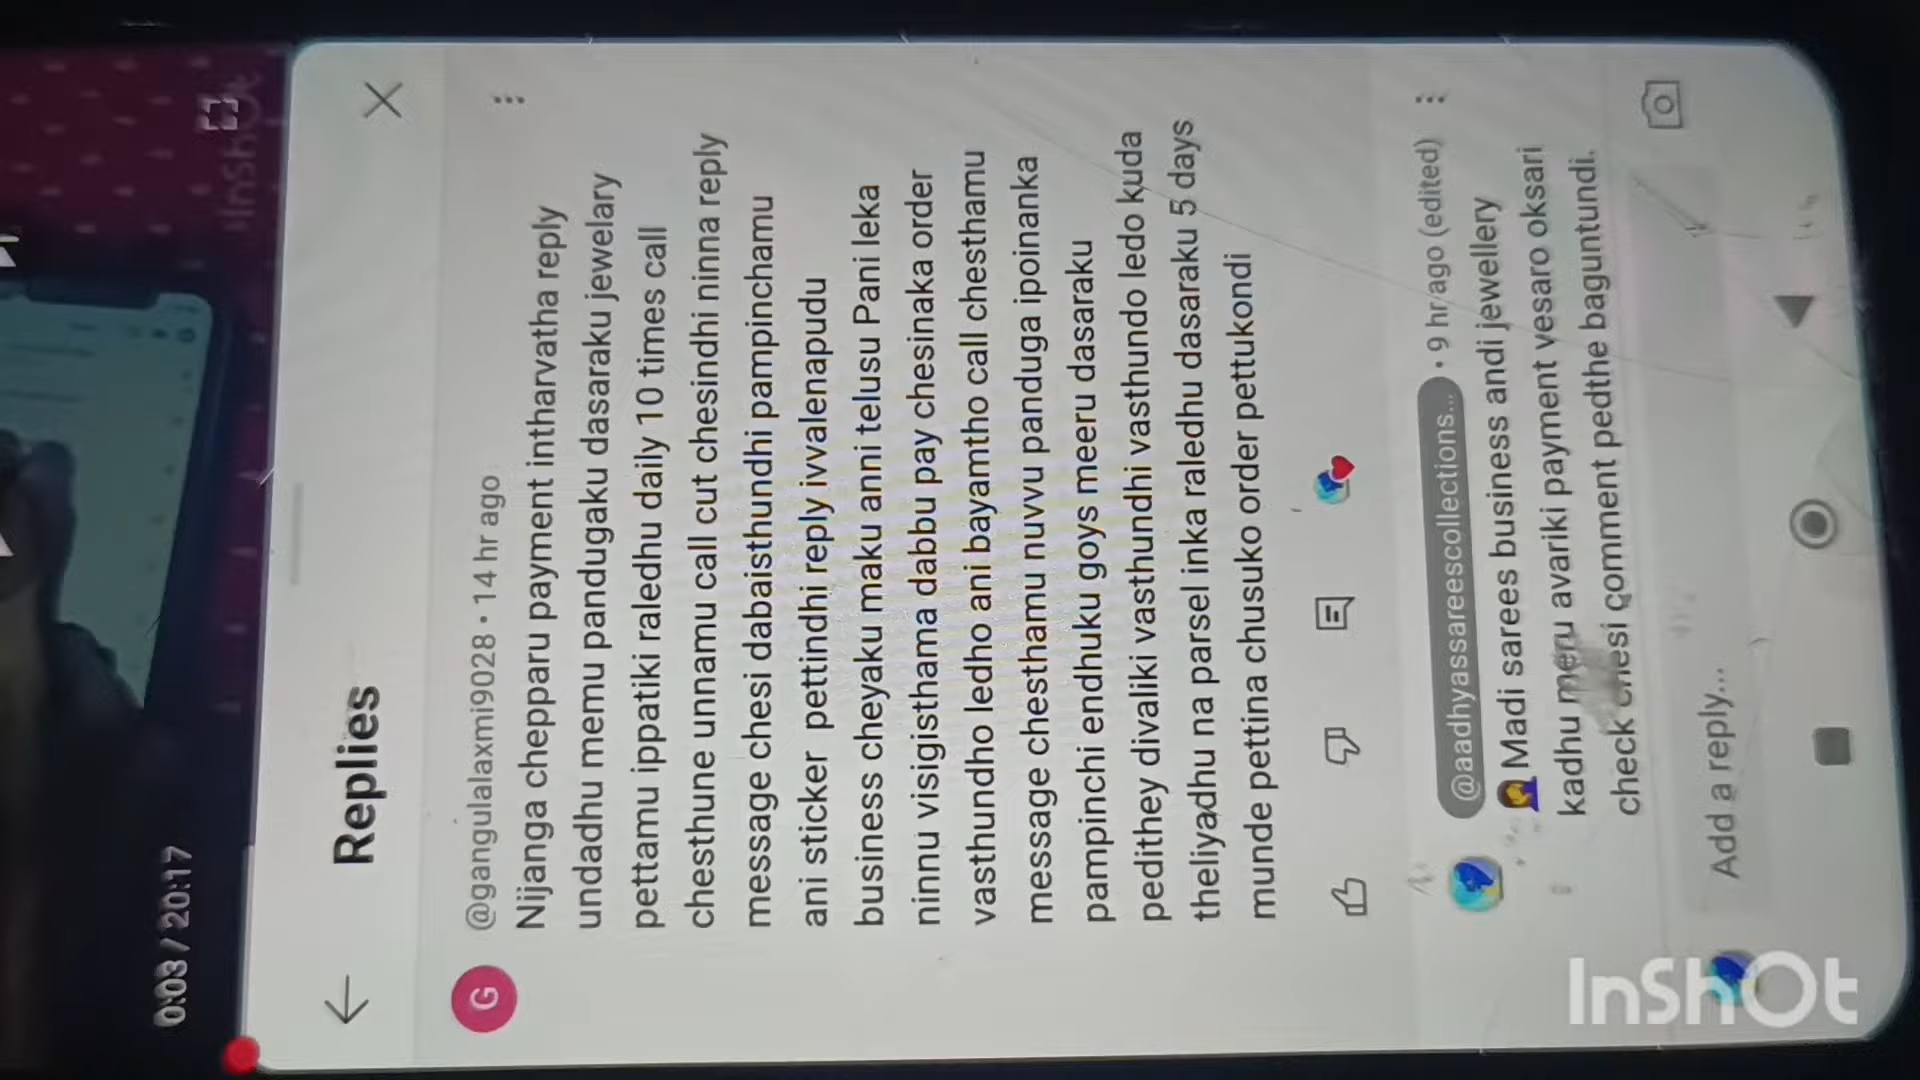 0:03 / 20:17
InShOt
Replies
@gangulalaxmi9028 • 14 hr ago
G
Nijanga chepparu payment intharvatha reply
undadhu memu pandugaku dasaraku jewelary
pettamu ippatiki raledhu daily 10 times call
chesthune unnamu call cut chesindhi ninna reply
message chesi dabaisthundhi pampinchamu
ani sticker pettindhi reply ivvalenapudu
business cheyaku maku anni telusu Pani leka
ninnu visigisthama dabbu pay chesinaka order
vasthundho ledho ani bayamtho call chesthamu
message chesthamu nuvvu panduga ipoinanka
pampinchi endhuku goys meeru dasaraku
pedithey divaliki vasthundhi vasthundo ledo kuda
theliyadhu na parsel inka raledhu dasaraku 5 days
munde pettina chusuko order pettukondi
@aadhyassareescollections... • 9 hr ago (edited)
Madi sarees business andi jewellery
kadhu meru avariki payment vesaro oksari
check chesi comment pedthe baguntundi.
Add a reply...
InShOt